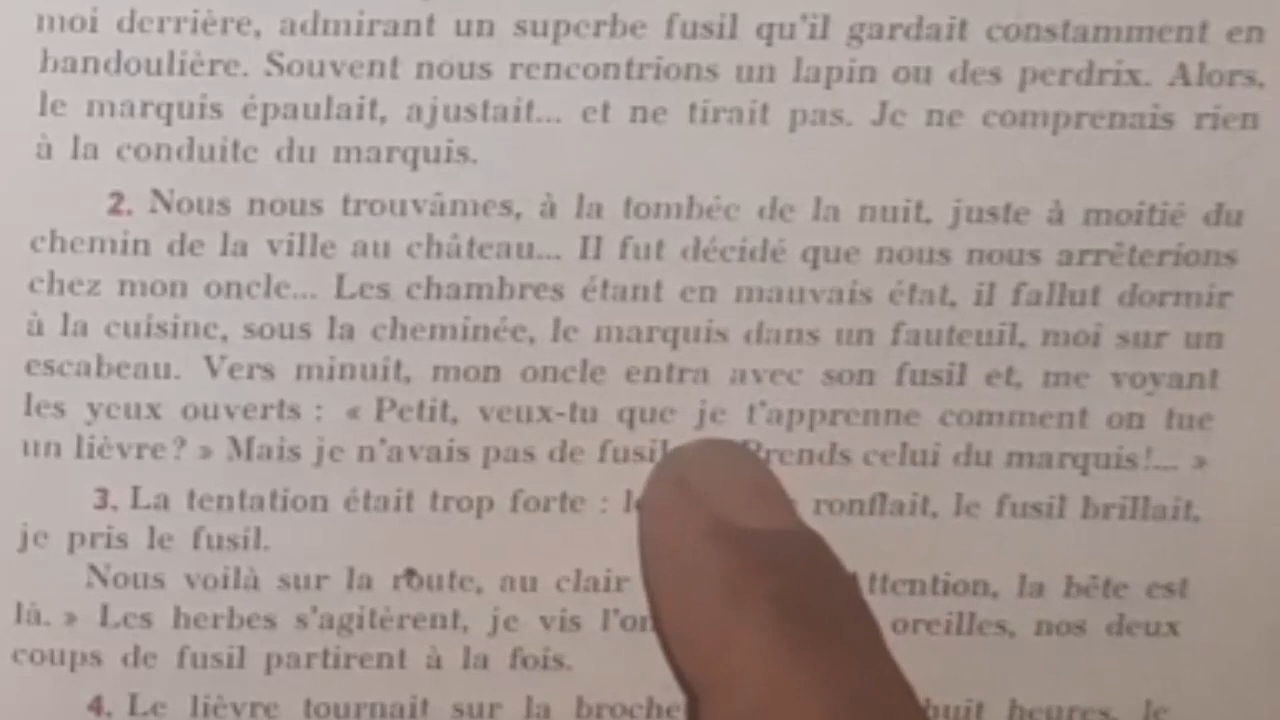 moi derrière, admirant un superbe fusil qu'il gardait constamment en
bandoulière. Souvent nous rencontrions un lapin ou des perdrix. Alors,
le marquis épaulait, ajustait... et ne tirait pas. Je ne comprenais rien
à la conduite du marquis.
2. Nous nous trouvâmes, à la tombée de la nuit, juste à moitié du
chemin de la ville au château... Il fut décidé que nous nous arrêterions
chez mon oncle... Les chambres étant en mauvais état, il fallut dormir
à la cuisine, sous la cheminée, le marquis dans un fauteuil, moi sur un
escabeau. Vers minuit, mon oncle entra avec son fusil et, me voyant
les yeux ouverts : « Petit, veux-tu que je t'apprenne comment on tue
un lièvre? » Mais je n'avais pas de fusil Prends celui du marquis!... »
3. La tentation était trop forte : ronflait, le fusil brillait,
je pris le fusil.
Nous voilà sur la route, au clair ttention, la bête est
là. » Les herbes s'agitèrent, je vis oreilles, nos deux
coups de fusil partirent à la fois.
4. Le lièvre tournait sur la broche huit heures, le